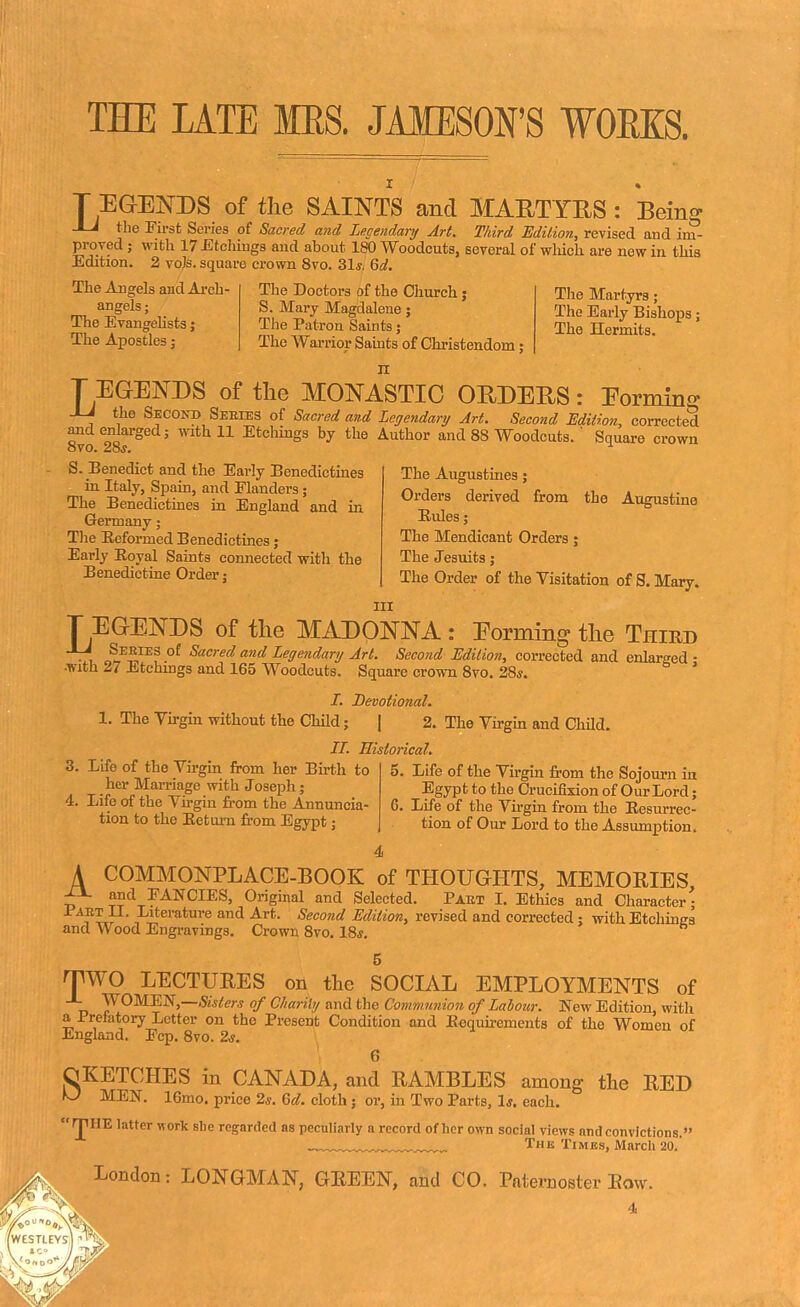 THE LATE MRS. JAMESON'S WORKS.
I
LEGENDS of the SAINTS and MARTYRS : Being
the First Series of Sacred and Legendary Art. Third Edition, revised and im-
proved ; with 17 Etchings and about 180 Woodcuts, several of which are new in this
Edition. 2 vols. square crown 8vo. 31s. 6d.
The Angels and Arch-
angels ;
The Evangelists ;
The Apostles ;
The Doctors of the Church ;
S. Mary Magdalene ;
The Patron Saints ;
The Warrior Saints of Christendom ;
The Martyrs ;
The Early Bishops ;
The Hermits.
II
LEGENDS of the MONASTIC ORDERS : Forming
the SECOND SERIES of Sacred and Legendary Art. Second Edition, corrected
and enlarged ; with 11 Etchings by the Author and 88 Woodcuts. Square crown
8vo. 28s.
S. Benedict and the Early Benedictines
in Italy, Spain, and Flanders ;
The Benedictines in England and in
Germany ;
The Reformed Benedictines ;
Early Royal Saints connected with the
Benedictine Order ;
The Augustines ;
Orders derived from the Augustine
Rules ;
The Mendicant Orders ;
The Jesuits ;
The Order of the Visitation of S. Mary.
III
LEGENDS of the MADONNA : Forming the THIRD
SERIES of Sacred and Legendary Art. Second Edition, corrected and enlarged ;
with 27 Etchings and 165 Woodcuts. Square crown 8vo. 28s.
I. Devotional.
1. The Virgin without the Child ; | 2. The Virgin and Child.
II. Historical.
3. Life of the Virgin from her Birth to
her Marriage with Joseph ;
4. Life of the Virgin from the Annuncia-
tion to the Return from Egypt ;
5. Life of the Virgin from the Sojourn in
Egypt to the Crucifixion of Our Lord ;
6. Life of the Virgin from the Resurrec-
tion of Our Lord to the Assumption.
4
A COMMONPLACE-BOOK of THOUGHTS, MEMORIES,
and FANCIES, Original and Selected. PART I. Ethics and Character ;
PART II. Literature and Art. Second Edition, revised and corrected ; with Etchings
and Wood Engravings. Crown 8vo. 18s.
5
TWO LECTURES on the SOCIAL EMPLOYMENTS of
WOMEN,—Sisters of Charity and the Communion of Labour. New Edition, with
a Prefatory Letter on the Present Condition and Requirements of the Women of
England. Fcp. 8vo. 2s.
6
SKETCHES in CANADA, and RAMBLES among the RED
MEN. 16mo. price 2s. 6d. cloth ; or, in Two Parts, 1s. each.
"THE latter work she regarded as peculiarly a record of her own social views and convictions."
THE TIMES, March 20.
London: LONGMAN, GREEN, and CO. Paternoster Row.
4
BOUND BY
WESTLEYS
& Co
LONDON